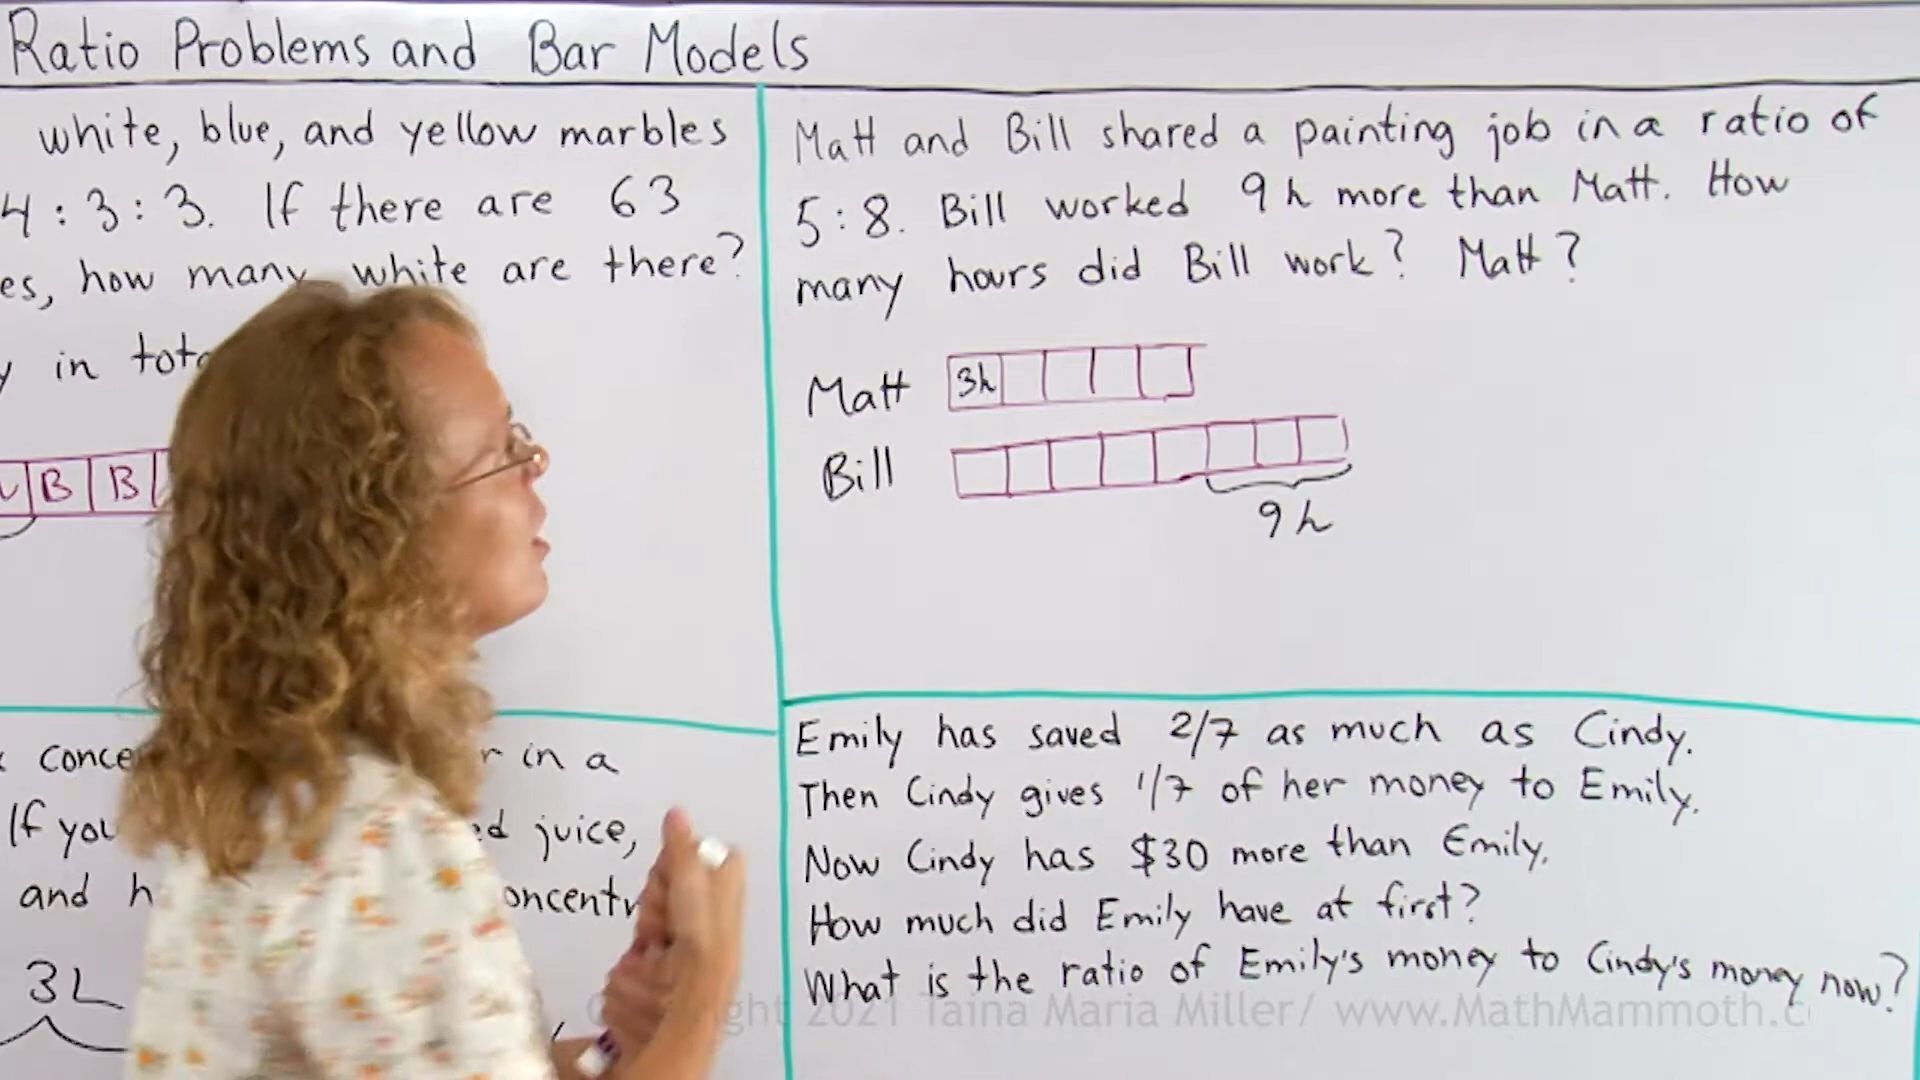 Ratio Problems and Bar Models
white, blue, and yellow marbles
4 : 3 : 3. If there are 63
es, how many white are there?
y in tot
B B
conce r in a
If you ed juice,
and h oncentr
3L
Matt and Bill shared a painting job in a ratio of
5 : 8. Bill worked 9 h more than Matt. How
many hours did Bill work? Matt?
Matt 3h
Bill
9 h
Emily has saved 2/7 as much as Cindy.
Then Cindy gives 1/7 of her money to Emily.
Now Cindy has $30 more than Emily.
How much did Emily have at first?
What is the ratio of Emily's money to Cindy's money now?
ght 2021 Taina Maria Miller/ www.MathMammoth.c